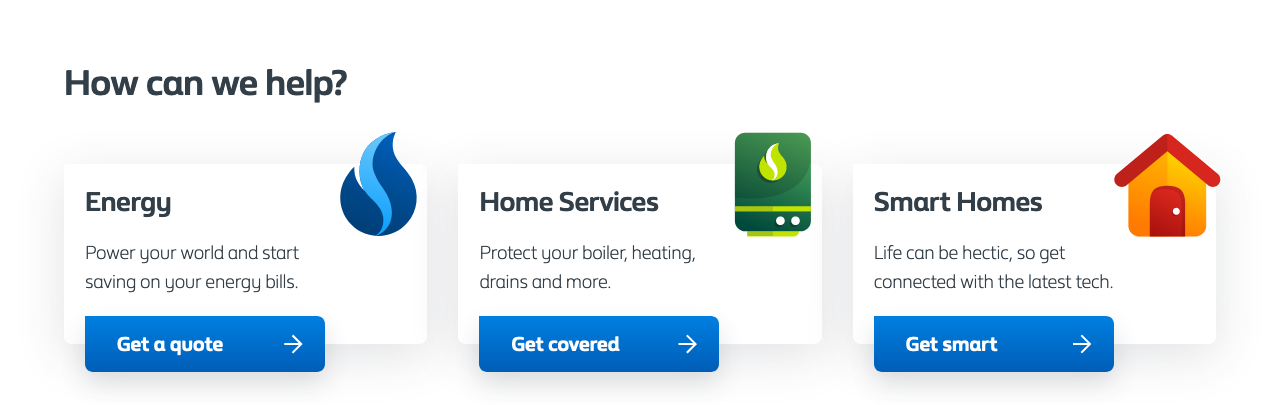 How can we help?
Energy
Power your world and start
saving on your energy bills.
Get a quote
Home Services
Protect your boiler, heating,
drains and more.
Get covered
Smart Homes
Life can be hectic, so get
connected with the latest tech.
Get smart